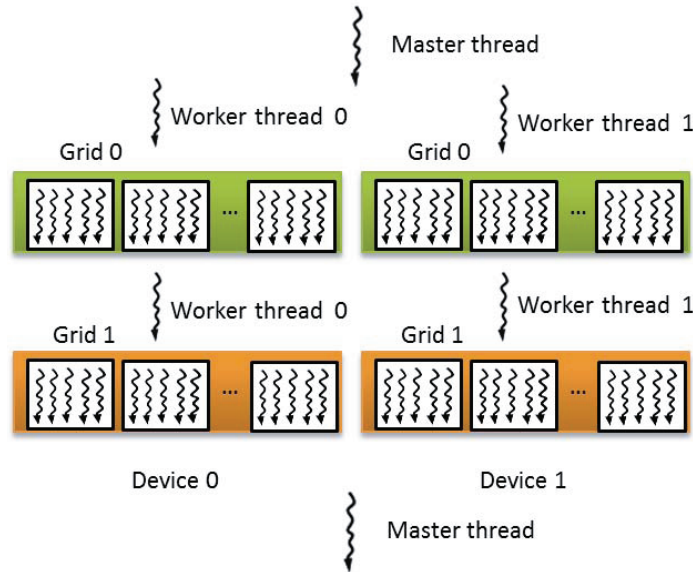 Master thread
Worker thread 0
Worker thread 1
Grid 0
Grid 0
...
...
Worker thread 0
Worker thread 1
Grid 1
Grid 1
...
...
Device 0
Device 1
Master thread